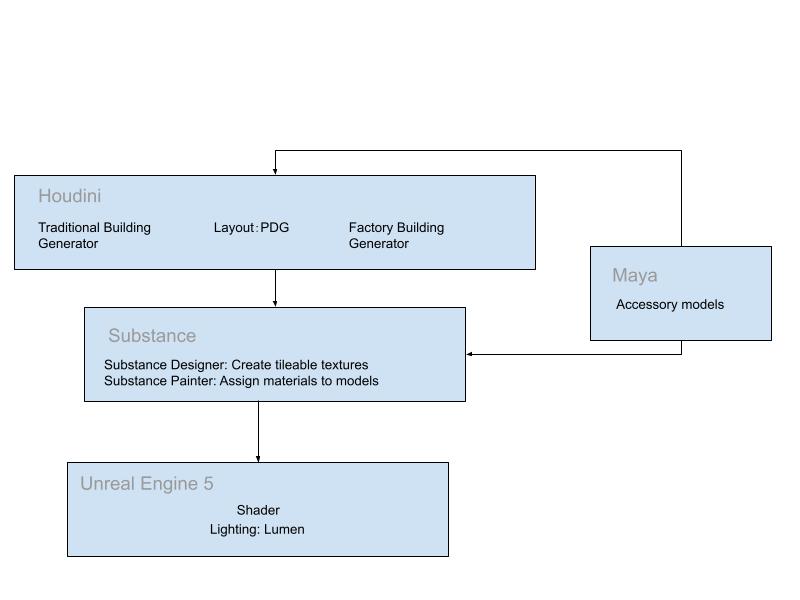 Houdini
Traditional Building
Generator
Layout:PDG
Factory Building
Generator
Maya
Accessory models
Substance
Substance Designer: Create tileable textures
Substance Painter: Assign materials to models
Unreal Engine 5
Shader
Lighting: Lumen